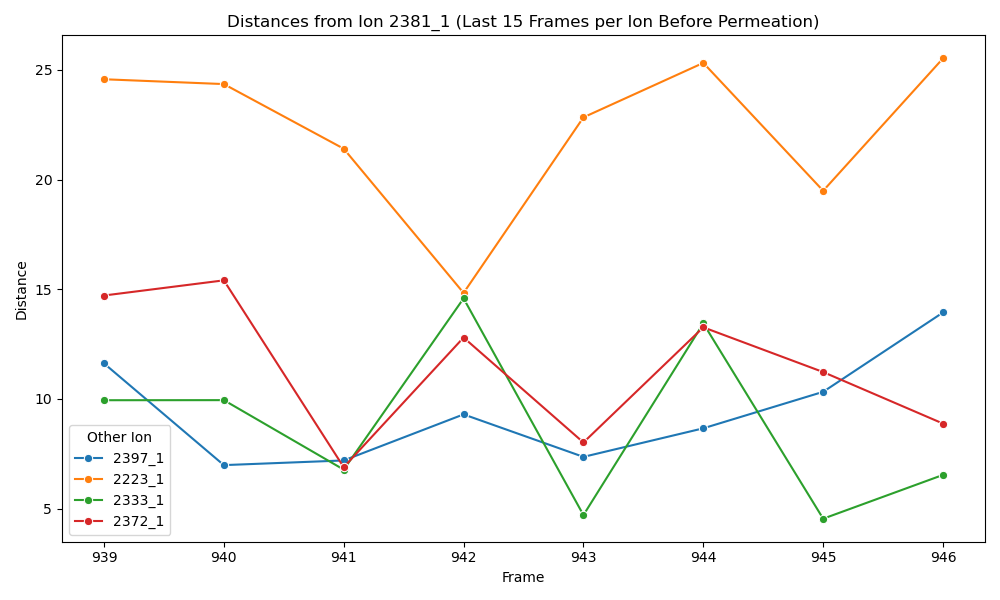 Distances from Ion 2381_1 (Last 15 Frames per Ion Before Permeation)
Distance
25
20
15
10
5
Other Ion
2397_1
2223_1
2333_1
2372_1
939 940 941 942 943 944 945 946
Frame